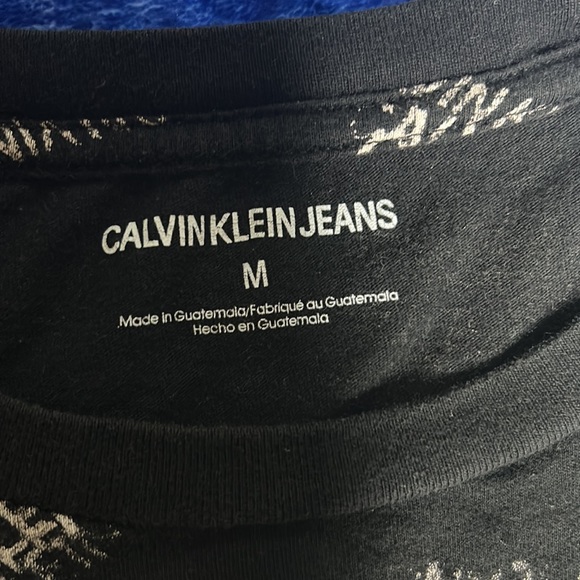 CALVIN KLEIN JEANS
M
Made in Guatemala/Fabriqué au Guatemala
Hecho en Guatemala